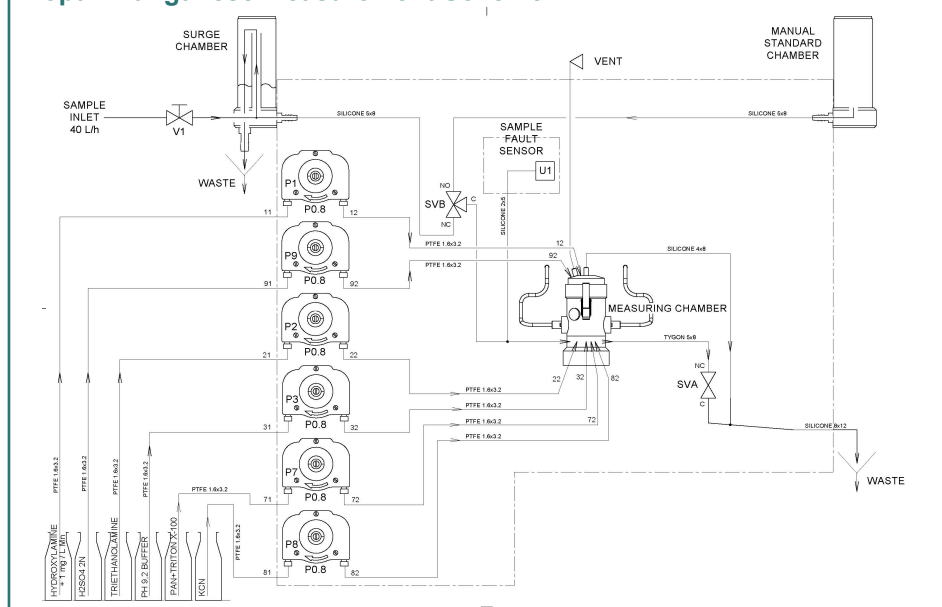 SURGE
CHAMBER
MANUAL
STANDARD
CHAMBER
VENT
SAMPLE
INLET
40 L/h
V1
SILICONE 5x8
SILICONE 5x8
SAMPLE
FAULT
SENSOR
U1
WASTE
P1
P0.8
11
12
NO
SVB
C
NC
SILICONE 2x5
PTFE 1.6x3.2
12
SILICONE 4x8
P9
P0.8
91
92
PTFE 1.6x3.2
92
MEASURING CHAMBER
P2
P0.8
21
22
TYGON 5x8
NC
SVA
C
22
32
82
72
PTFE 1.6x3.2
P3
P0.8
31
32
PTFE 1.6x3.2
PTFE 1.6x3.2
PTFE 1.6x3.2
SILICONE 8x12
WASTE
P7
P0.8
71
72
PTFE 1.6x3.2
P8
P0.8
81
82
PTFE 1.6x3.2
PTFE 1.6x3.2
PTFE 1.6x3.2
PTFE 1.6x3.2
PTFE 1.6x3.2
HYDROXYLAMINE
+ 1 mg / L Mn
H2SO4 2N
TRIETHANOLAMINE
PH 9.2 BUFFER
PAN+TRITON X-100
KCN